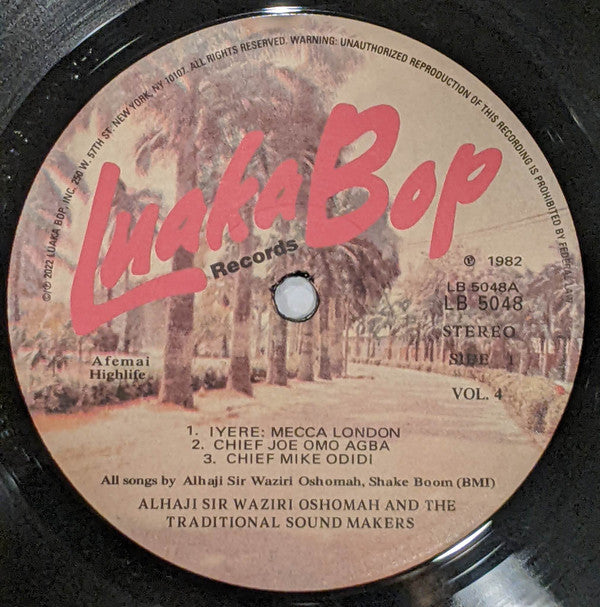 ©℗ 2022 LUAKA BOP, INC. 250 W. 57TH ST. NEW YORK, NY 10107. ALL RIGHTS RESERVED. WARNING: UNAUTHORIZED REPRODUCTION OF THIS RECORDING IS PROHIBITED BY FEDERAL LAW
Luaka Bop
Records
℗ 1982
LB 5048A
LB 5048
STEREO
SIDE 1
VOL. 4
Afemai
Highlife
1. IYERE: MECCA LONDON
2. CHIEF JOE OMO AGBA
3. CHIEF MIKE ODIDI
All songs by Alhaji Sir Waziri Oshomah, Shake Boom (BMI)
ALHAJI SIR WAZIRI OSHOMAH AND THE
TRADITIONAL SOUND MAKERS